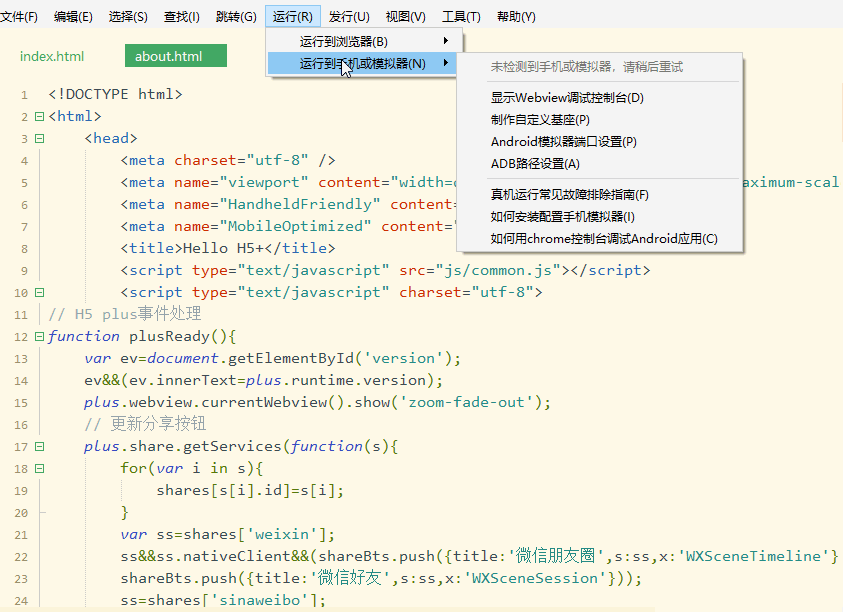 文件(F) 编辑(E) 选择(S) 查找(I) 跳转(G) 运行(R) 发行(U) 视图(V) 工具(T) 帮助(Y)
运行到浏览器(B)
运行到手机或模拟器(N)
未检测到手机或模拟器，请稍后重试
显示Webview调试控制台(D)
制作自定义基座(P)
Android模拟器端口设置(P)
ADB路径设置(A)
真机运行常见故障排除指南(F)
如何安装配置手机模拟器(I)
如何用chrome控制台调试Android应用(C)
index.html about.html
1 <!DOCTYPE html>
2 <html>
3 <head>
4 <meta charset="utf-8" />
5 <meta name="viewport" content="width= aximum-scal
6 <meta name="HandheldFriendly" content=
7 <meta name="MobileOptimized" content="
8 <title>Hello H5+</title>
9 <script type="text/javascript" src="js/common.js"></script>
10 <script type="text/javascript" charset="utf-8">
11 // H5 plus事件处理
12 function plusReady(){
13 var ev=document.getElementById('version');
14 ev&&(ev.innerText=plus.runtime.version);
15 plus.webview.currentWebview().show('zoom-fade-out');
16 // 更新分享按钮
17 plus.share.getServices(function(s){
18 for(var i in s){
19 shares[s[i].id]=s[i];
20 }
21 var ss=shares['weixin'];
22 ss&&ss.nativeClient&&(shareBts.push({title:'微信朋友圈',s:ss,x:'WXSceneTimeline'}
23 shareBts.push({title:'微信好友',s:ss,x:'WXSceneSession'}));
24 ss=shares['sinaweibo'];